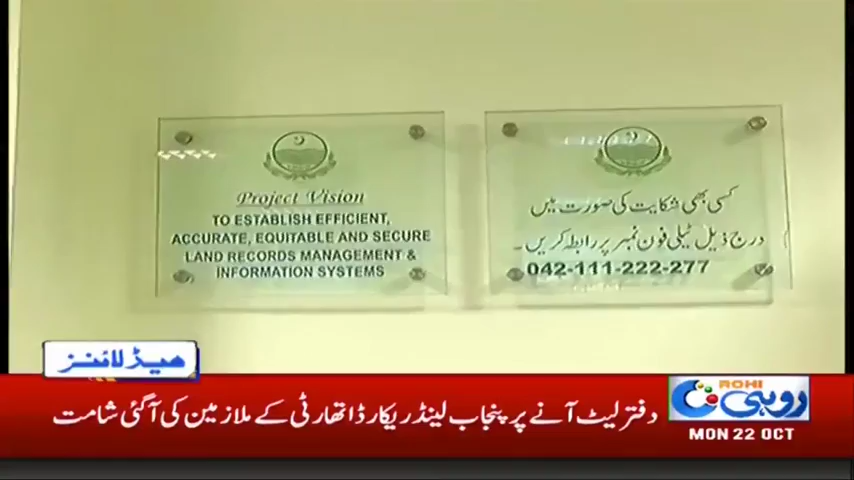 Project Vision
TO ESTABLISH EFFICIENT,
ACCURATE, EQUITABLE AND SECURE
LAND RECORDS MANAGEMENT &
INFORMATION SYSTEMS
کسی بھی شکایت کی صورت میں
درج ذیل ٹیلی فون نمبر پر رابطہ کریں۔
042-111-222-277
ہیڈلائنز
دفتر لیٹ آنے پر پنجاب لینڈ ریکارڈ اتھارٹی کے ملازمین کی آگئی شامت
ROHI
روہی
MON 22 OCT